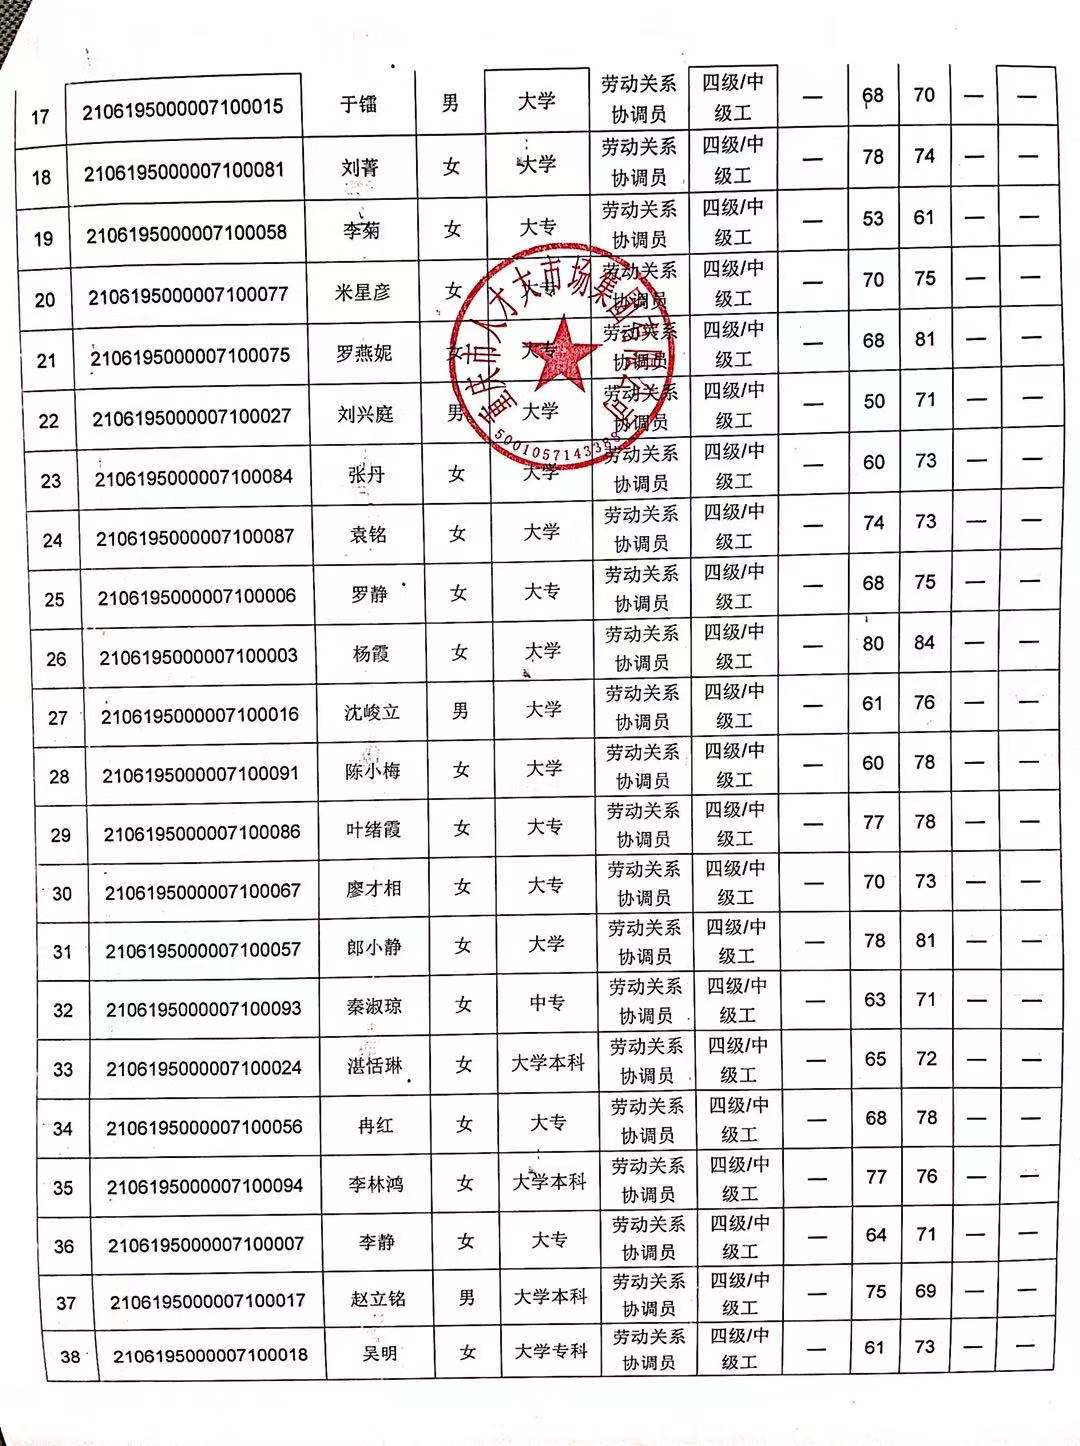 17 2106195000007100015 于镭 男 大学 劳动关系协调员 四级/中级工 — 68 70 — —
18 2106195000007100081 刘菁 女 大学 劳动关系协调员 四级/中级工 — 78 74 — —
19 2106195000007100058 李菊 女 大专 劳动关系协调员 四级/中级工 — 53 61 — —
20 2106195000007100077 米星彦 女 大专 劳动关系协调员 四级/中级工 — 70 75 — —
21 2106195000007100075 罗燕妮 女 大专 劳动关系协调员 四级/中级工 — 68 81 — —
22 2106195000007100027 刘兴庭 男 大学 劳动关系协调员 四级/中级工 — 50 71 — —
23 2106195000007100084 张丹 女 大学 劳动关系协调员 四级/中级工 — 60 73 — —
24 2106195000007100087 袁铭 女 大学 劳动关系协调员 四级/中级工 — 74 73 — —
25 2106195000007100006 罗静 女 大专 劳动关系协调员 四级/中级工 — 68 75 — —
26 2106195000007100003 杨霞 女 大学 劳动关系协调员 四级/中级工 — 80 84 — —
27 2106195000007100016 沈峻立 男 大学 劳动关系协调员 四级/中级工 — 61 76 — —
28 2106195000007100091 陈小梅 女 大学 劳动关系协调员 四级/中级工 — 60 78 — —
29 2106195000007100086 叶绪霞 女 大专 劳动关系协调员 四级/中级工 — 77 78 — —
30 2106195000007100067 廖才相 女 大专 劳动关系协调员 四级/中级工 — 70 73 — —
31 2106195000007100057 郎小静 女 大学 劳动关系协调员 四级/中级工 — 78 81 — —
32 2106195000007100093 秦淑琼 女 中专 劳动关系协调员 四级/中级工 — 63 71 — —
33 2106195000007100024 湛恬琳 女 大学本科 劳动关系协调员 四级/中级工 — 65 72 — —
34 2106195000007100056 冉红 女 大专 劳动关系协调员 四级/中级工 — 68 78 — —
35 2106195000007100094 李林鸿 女 大学本科 劳动关系协调员 四级/中级工 — 77 76 — —
36 2106195000007100007 李静 女 大专 劳动关系协调员 四级/中级工 — 64 71 — —
37 2106195000007100017 赵立铭 男 大学本科 劳动关系协调员 四级/中级工 — 75 69 — —
38 2106195000007100018 吴明 女 大学专科 劳动关系协调员 四级/中级工 — 61 73 — —
重庆市人才大市场集团有限公司